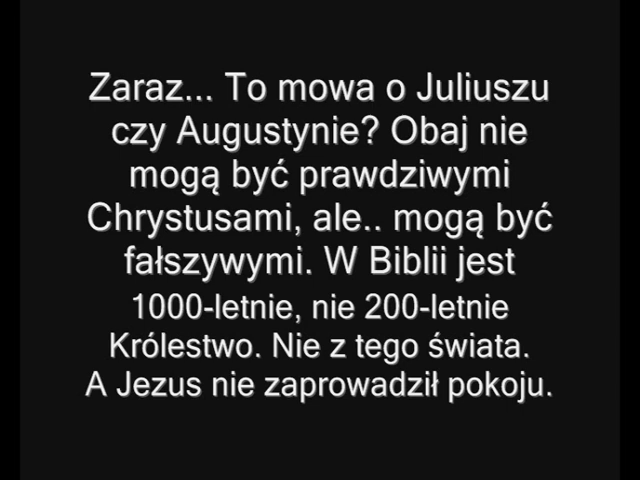 Zaraz... To mowa o Juliuszu
czy Augustynie? Obaj nie
mogą być prawdziwymi
Chrystusami, ale.. mogą być
fałszywymi. W Biblii jest
1000-letnie, nie 200-letnie
Królestwo. Nie z tego świata.
A Jezus nie zaprowadził pokoju.